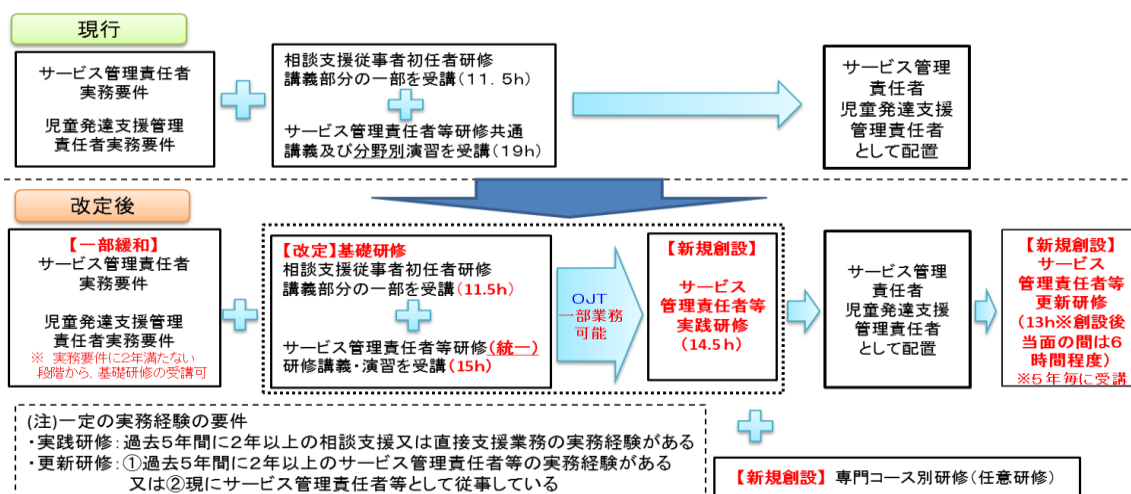 現行
サービス管理責任者
実務要件
児童発達支援管理
責任者実務要件
相談支援従事者初任者研修
講義部分の一部を受講(11.5h)
サービス管理責任者等研修共通
講義及び分野別演習を受講(19h)
サービス管理
責任者
児童発達支援
管理責任者
として配置
改定後
【一部緩和】
サービス管理責任者
実務要件
児童発達支援管理
責任者実務要件
※ 実務要件に2年満たない
段階から、基礎研修の受講可
【改定】基礎研修
相談支援従事者初任者研修
講義部分の一部を受講(11.5h)
サービス管理責任者等研修(統一)
研修講義・演習を受講(15h)
OJT
一部業務
可能
【新規創設】
サービス
管理責任者等
実践研修
(14.5h)
サービス管理
責任者
児童発達支援
管理責任者
として配置
【新規創設】
サービス
管理責任者等
更新研修
(13h※創設後
当面の間は6
時間程度)
※5年毎に受講
(注)一定の実務経験の要件
・実践研修:過去5年間に2年以上の相談支援又は直接支援業務の実務経験がある
・更新研修:①過去5年間に2年以上のサービス管理責任者等の実務経験がある
又は②現にサービス管理責任者等として従事している
【新規創設】専門コース別研修(任意研修)